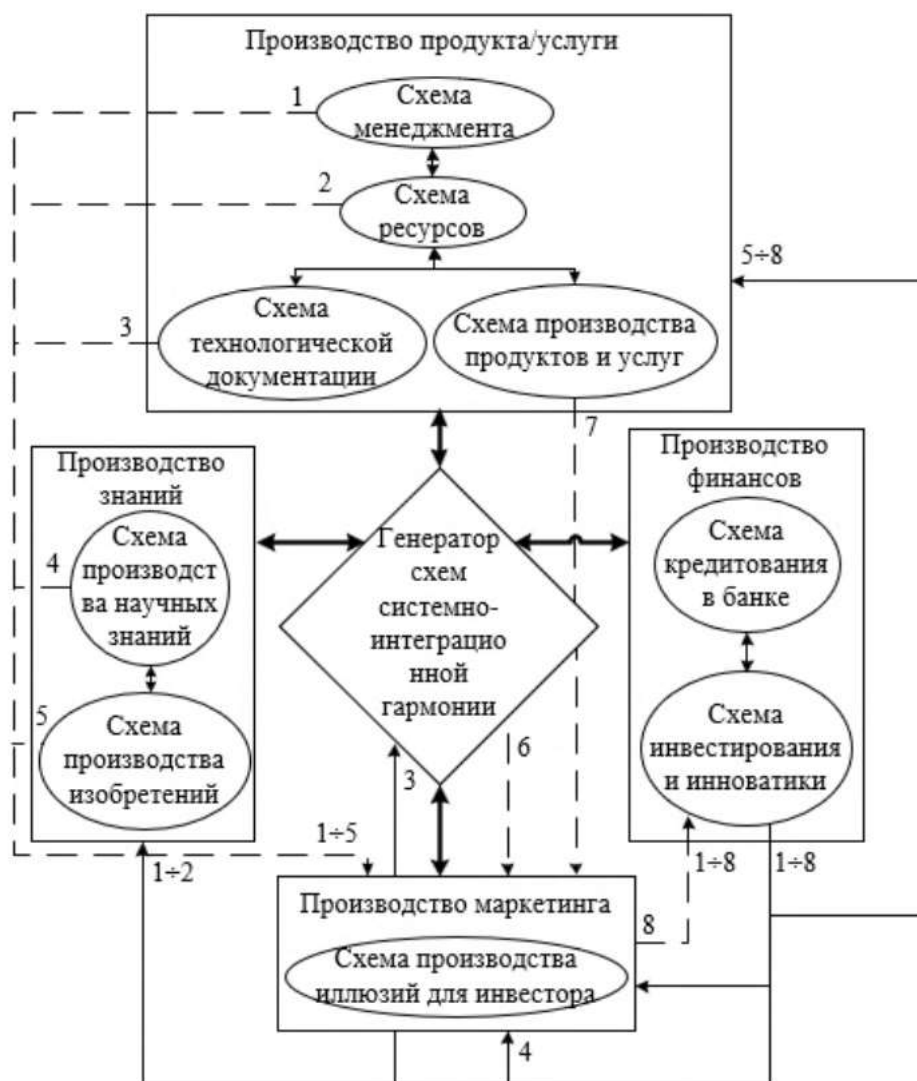 Производство продукта/услуги
1
Схема
менеджмента
2
Схема
ресурсов
5÷8
3
Схема
технологической
документации
Схема производства
продуктов и услуг
7
Производство
знаний
Производство
финансов
4
Схема
производст
ва научных
знаний
Генератор
схем
системно-
интеграцио
нной
гармонии
Схема
кредитования
в банке
5
Схема
производства
изобретений
3
6
Схема
инвестирования
и инноватики
1÷5
1÷2
1÷8
1÷8
Производство маркетинга
8
Схема производства
иллюзий для инвестора
4